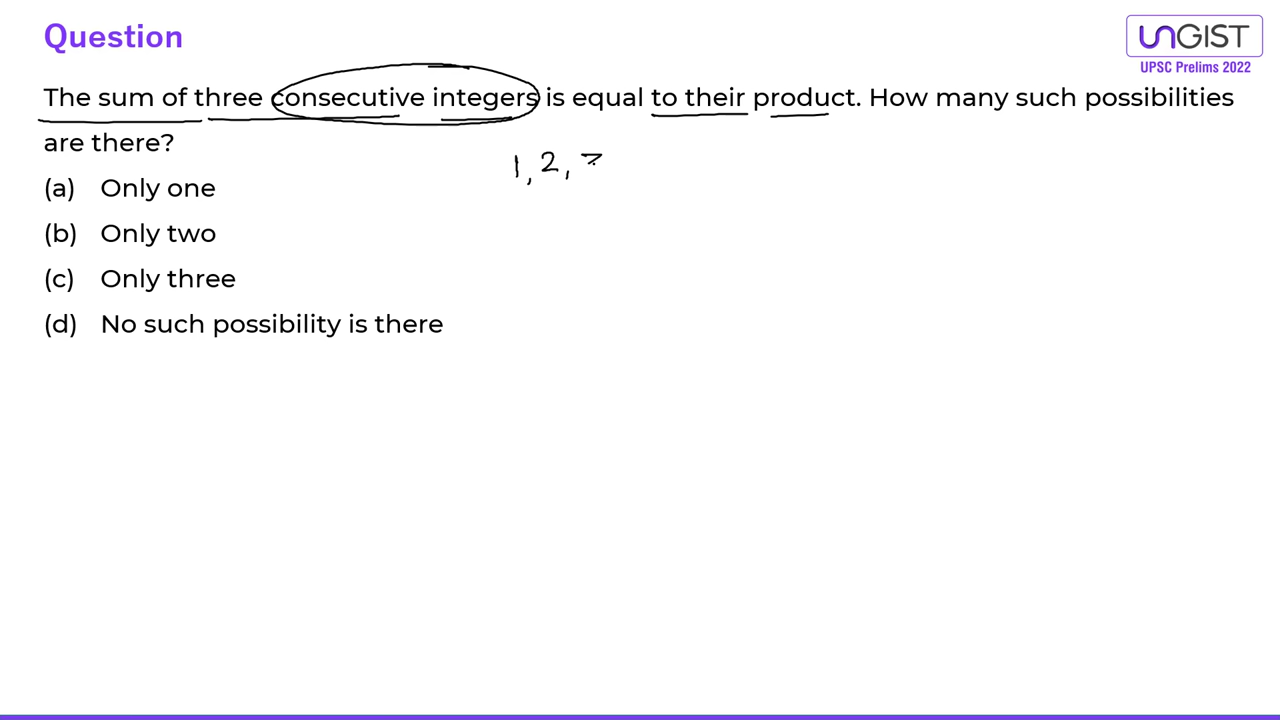 Question
UNGIST
UPSC Prelims 2022
The sum of three consecutive integers is equal to their product. How many such possibilities
are there?
1, 2, 3
(a) Only one
(b) Only two
(c) Only three
(d) No such possibility is there